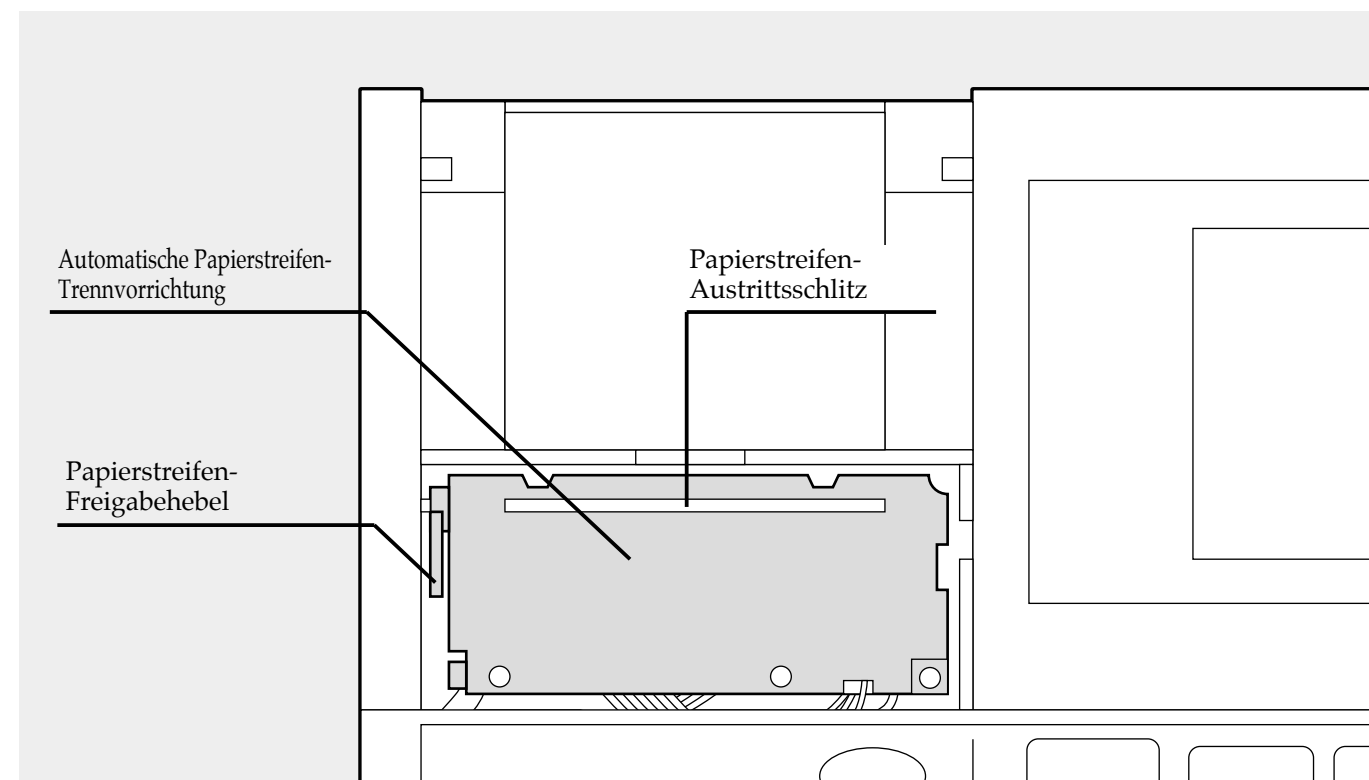 Automatische Papierstreifen-
Trennvorrichtung
Papierstreifen-
Austrittsschlitz
Papierstreifen-
Freigabehebel